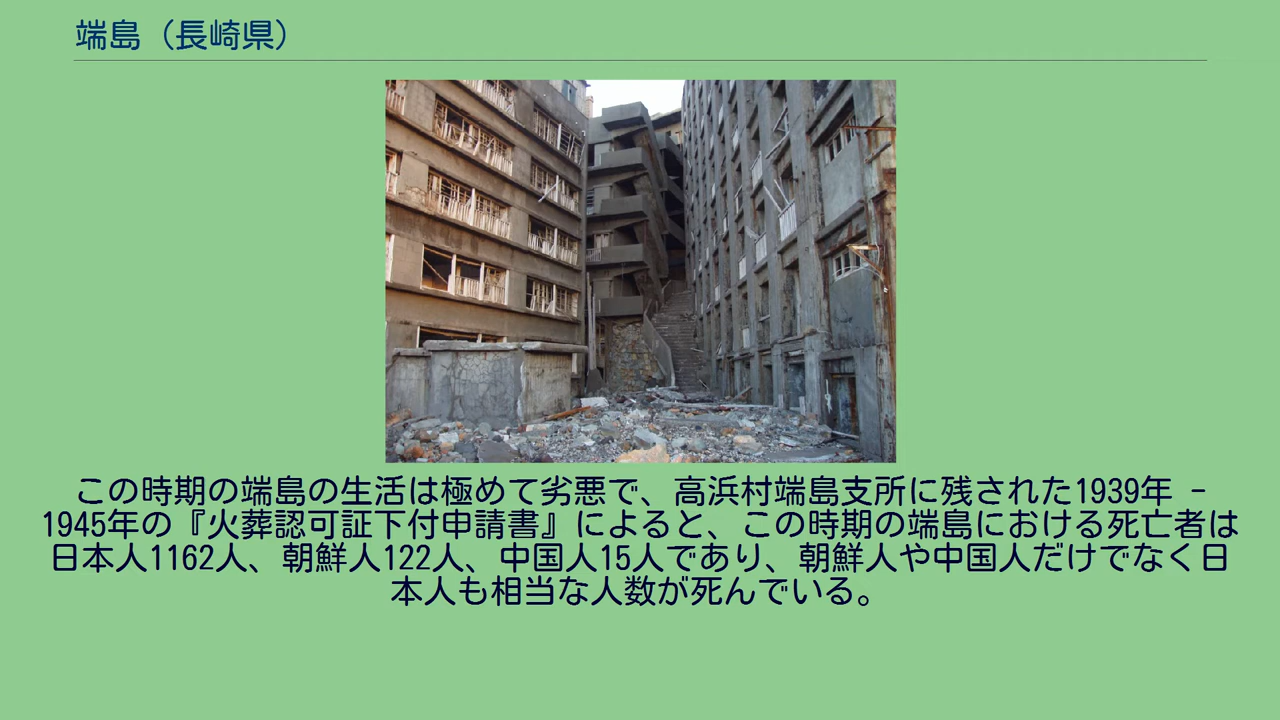 端島（長崎県）
この時期の端島の生活は極めて劣悪で、高浜村端島支所に残された1939年 -
1945年の『火葬認可証下付申請書』によると、この時期の端島における死亡者は
日本人1162人、朝鮮人122人、中国人15人であり、朝鮮人や中国人だけでなく日
本人も相当な人数が死んでいる。